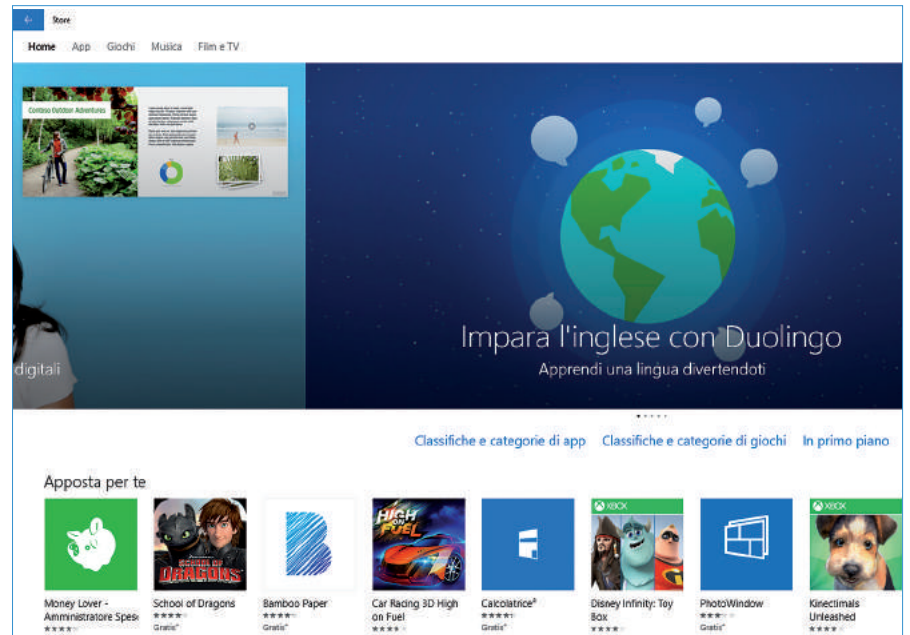 Store
Home App Giochi Musica Film e TV
Contoso Outdoor Adventures
digitali
Impara l'inglese con Duolingo
Apprendi una lingua divertendoti
Classifiche e categorie di app Classifiche e categorie di giochi In primo piano
Apposta per te
SCHOOL OF
DRAGONS
HIGH
ON
FUEL
XBOX
XBOX
Money Lover -
Amministratore Spese
School of Dragons
Gratis*
Bamboo Paper
Gratis*
Car Racing 3D High
on Fuel
Calcolatrice²
Gratis*
Disney Infinity: Toy
Box
PhotoWindow
Gratis*
Kinectimals
Unleashed